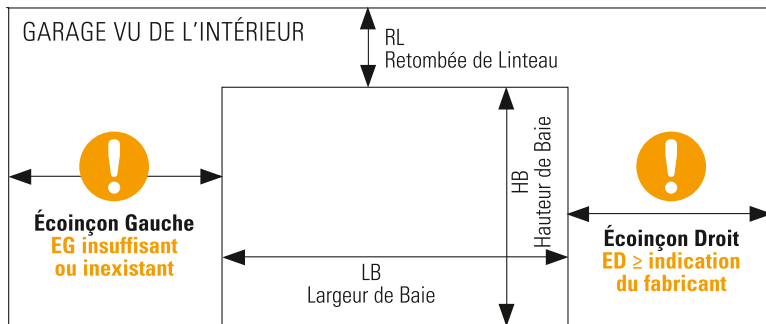 GARAGE VU DE L'INTÉRIEUR
RL
Retombée de Linteau
!
Écoinçon Gauche
EG insuffisant
ou inexistant
HB
Hauteur de Baie
LB
Largeur de Baie
!
Écoinçon Droit
ED ≥ indication
du fabricant